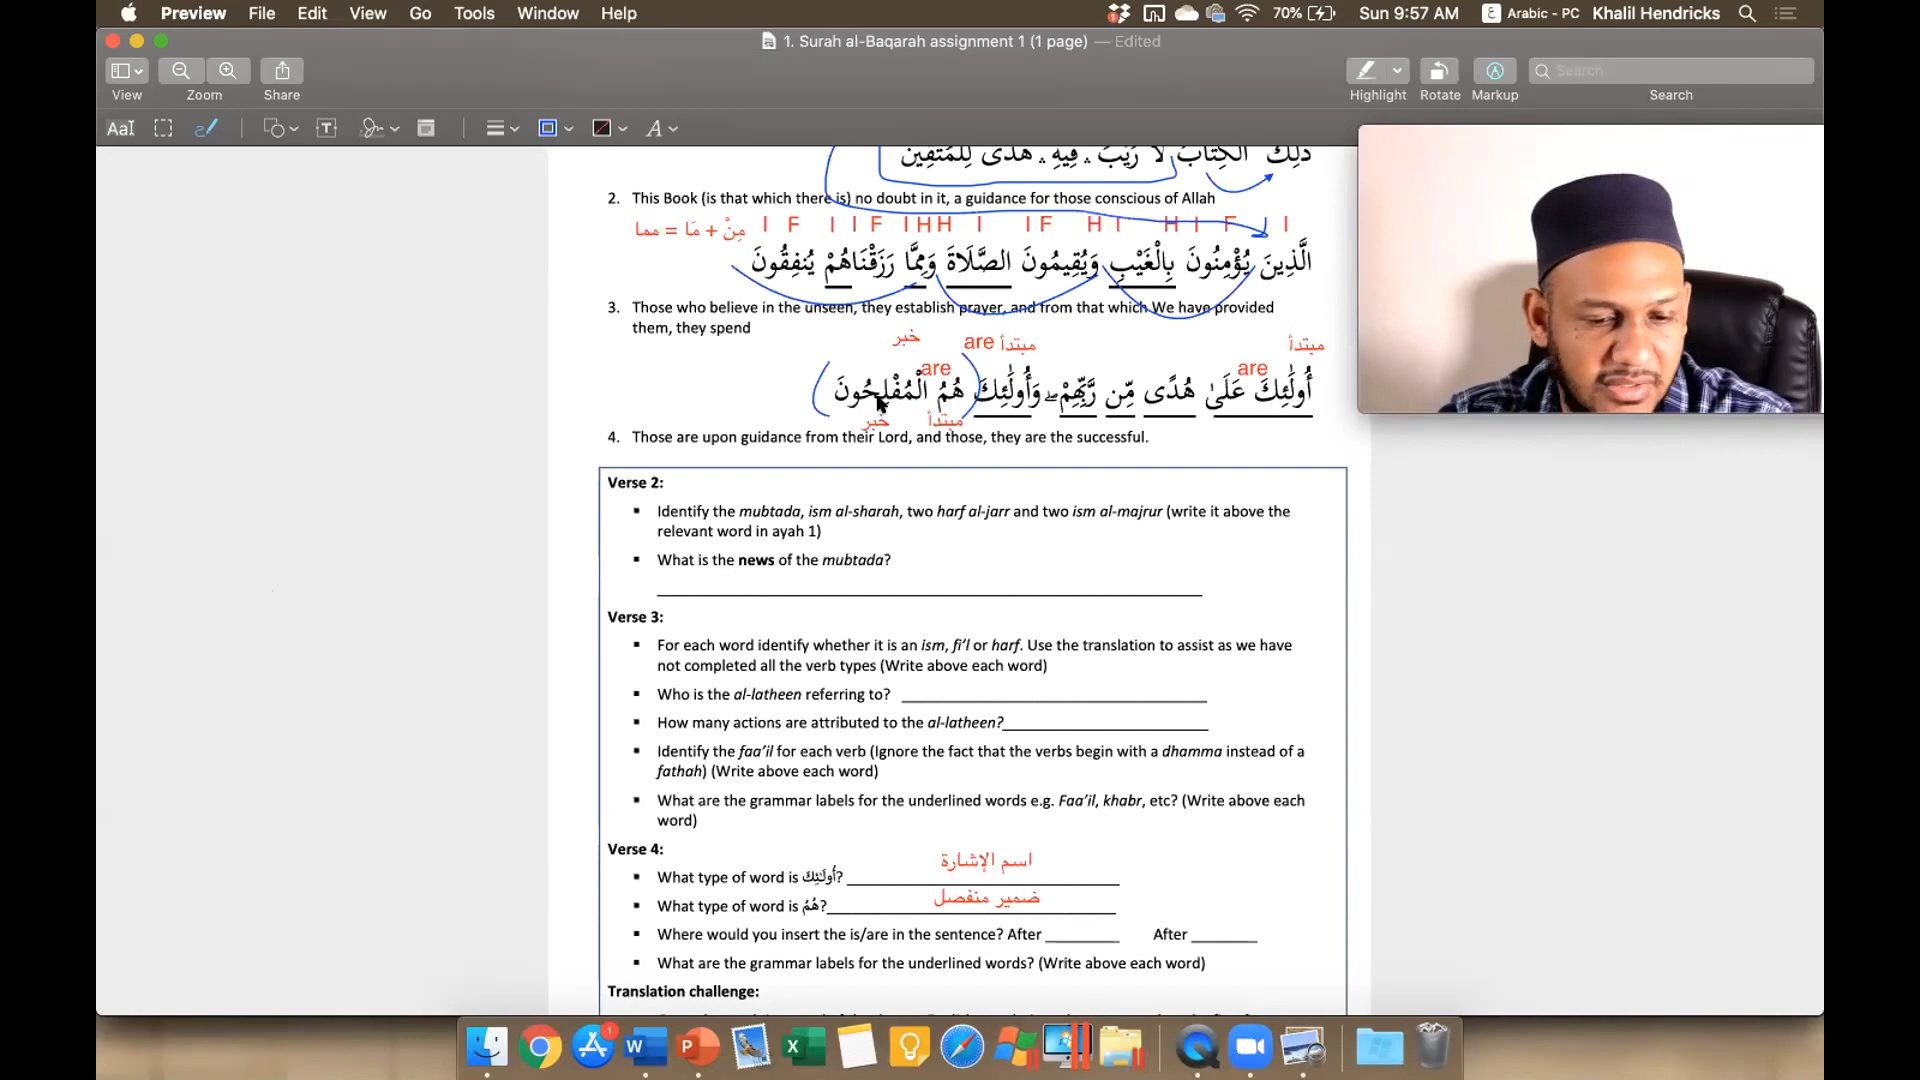 Preview File Edit View Go Tools Window Help 70% Sun 9:57 AM Arabic - PC Khalil Hendricks
1. Surah al-Baqarah assignment 1 (1 page) — Edited
Search
View Zoom Share Highlight Rotate Markup Search
ذَٰلِكَ الْكِتَابُ لَا رَيْبَ ۛ فِيهِ ۛ هُدًى لِّلْمُتَّقِينَ
2. This Book (is that which there is) no doubt in it, a guidance for those conscious of Allah
مِنْ + مَا = مما I F I I F I H H I I F H I H I F I I
الَّذِينَ يُؤْمِنُونَ بِالْغَيْبِ وَيُقِيمُونَ الصَّلَاةَ وَمِمَّا رَزَقْنَاهُمْ يُنفِقُونَ
3. Those who believe in the unseen, they establish prayer, and from that which We have provided
them, they spend
خبر are مبتدأ مبتدأ
are are
أُولَٰئِكَ عَلَىٰ هُدًى مِّن رَّبِّهِمْ ۖ وَأُولَٰئِكَ هُمُ الْمُفْلِحُونَ
مبتدأ خبر
4. Those are upon guidance from their Lord, and those, they are the successful.
Verse 2:
▪ Identify the mubtada, ism al-sharah, two harf al-jarr and two ism al-majrur (write it above the
relevant word in ayah 1)
▪ What is the news of the mubtada?
Verse 3:
▪ For each word identify whether it is an ism, fi’l or harf. Use the translation to assist as we have
not completed all the verb types (Write above each word)
▪ Who is the al-latheen referring to?
▪ How many actions are attributed to the al-latheen?
▪ Identify the faa’il for each verb (Ignore the fact that the verbs begin with a dhamma instead of a
fathah) (Write above each word)
▪ What are the grammar labels for the underlined words e.g. Faa’il, khabr, etc? (Write above each
word)
Verse 4:
اسم الإشارة
▪ What type of word is أُولَٰئِكَ?
ضمير منفصل
▪ What type of word is هُمُ?
▪ Where would you insert the is/are in the sentence? After After
▪ What are the grammar labels for the underlined words? (Write above each word)
Translation challenge: